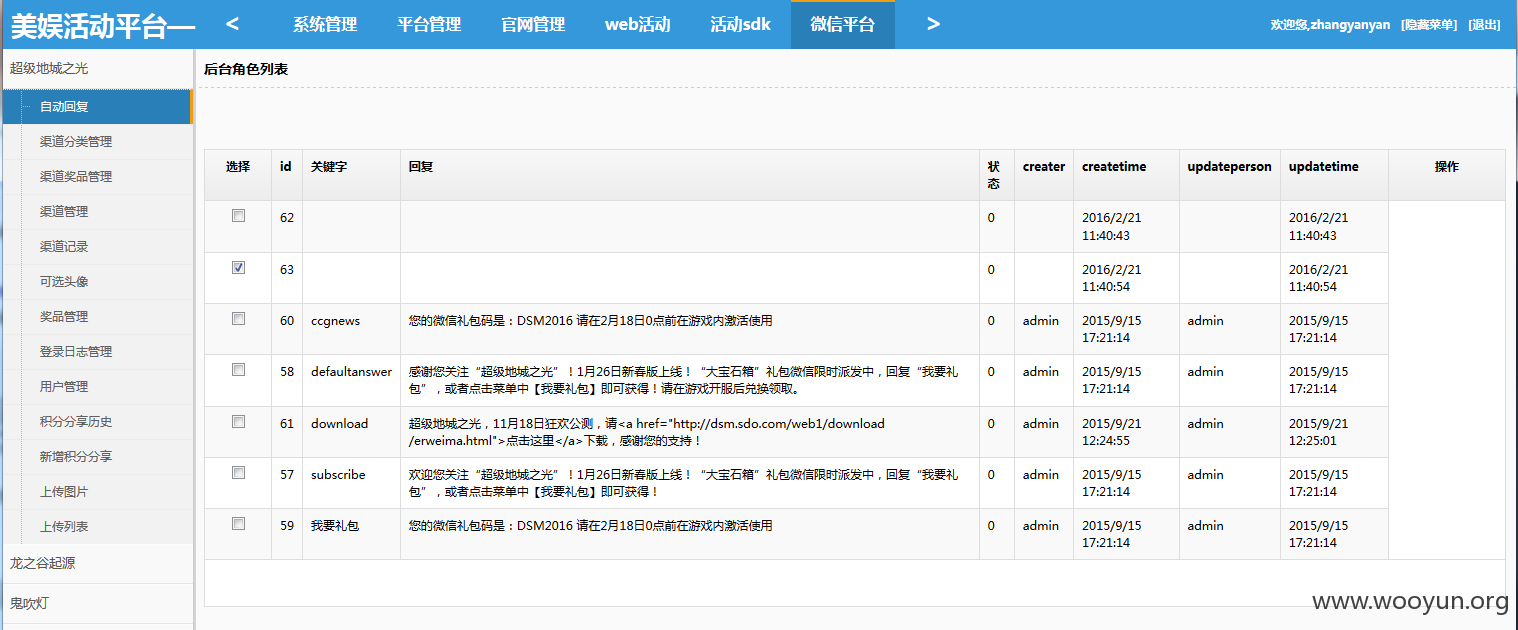 美娱活动平台— < 系统管理 平台管理 官网管理 web活动 活动sdk 微信平台 > 欢迎您,zhangyanyan [隐藏菜单] [退出]
超级地城之光
自动回复
渠道分类管理
渠道奖品管理
渠道管理
渠道记录
可选头像
奖品管理
登录日志管理
用户管理
积分分享历史
新增积分分享
上传图片
上传列表
龙之谷起源
鬼吹灯
后台角色列表
选择 id 关键字 回复 状态 creater createtime updateperson updatetime 操作
62 0 2016/2/21 11:40:43 2016/2/21 11:40:43
63 0 2016/2/21 11:40:54 2016/2/21 11:40:54
60 ccgnews 您的微信礼包码是：DSM2016 请在2月18日0点前在游戏内激活使用 0 admin 2015/9/15 17:21:14 admin 2015/9/15 17:21:14
58 defaultanswer 感谢您关注“超级地城之光”！1月26日新春版上线！“大宝石箱”礼包微信限时派发中，回复“我要礼包”，或者点击菜单中【我要礼包】即可获得！请在游戏开服后兑换领取。 0 admin 2015/9/15 17:21:14 admin 2015/9/15 17:21:14
61 download 超级地城之光，11月18日狂欢公测，请<a href="http://dsm.sdo.com/web1/download/erweima.html">点击这里</a>下载，感谢您的支持！ 0 admin 2015/9/21 12:24:55 admin 2015/9/21 12:25:01
57 subscribe 欢迎您关注“超级地城之光”！1月26日新春版上线！“大宝石箱”礼包微信限时派发中，回复“我要礼包”，或者点击菜单中【我要礼包】即可获得！ 0 admin 2015/9/15 17:21:14 admin 2015/9/15 17:21:14
59 我要礼包 您的微信礼包码是：DSM2016 请在2月18日0点前在游戏内激活使用 0 admin 2015/9/15 17:21:14 admin 2015/9/15 17:21:14
www.wooyun.org